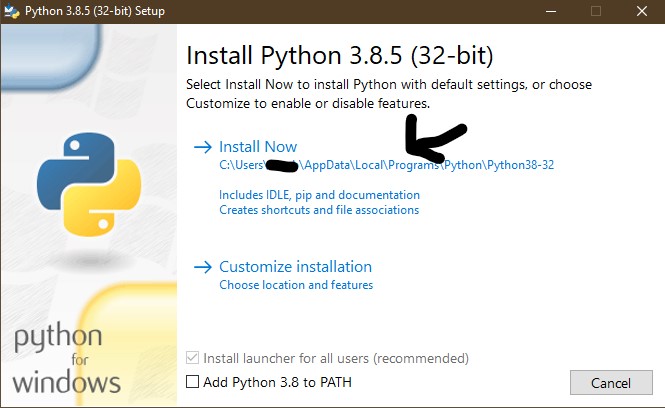 Python 3.8.5 (32-bit) Setup
Install Python 3.8.5 (32-bit)
Select Install Now to install Python with default settings, or choose
Customize to enable or disable features.
Install Now
C:\Users\ \AppData\Local\Programs\Python\Python38-32
Includes IDLE, pip and documentation
Creates shortcuts and file associations
Customize installation
Choose location and features
python
for
windows
Install launcher for all users (recommended)
Add Python 3.8 to PATH
Cancel